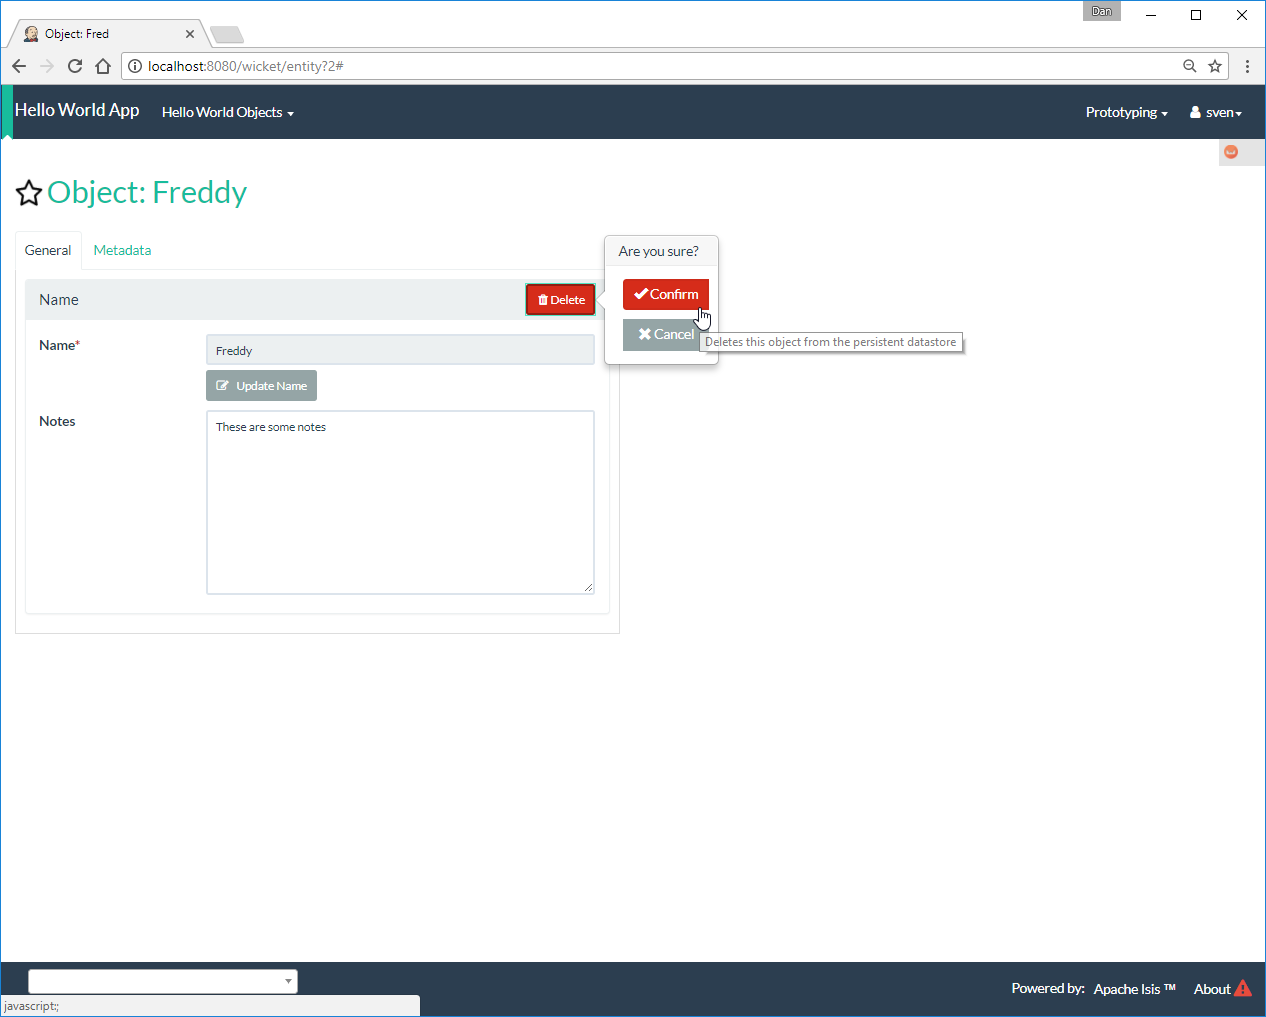 Dan
Object: Fred
localhost:8080/wicket/entity?2#
Hello World App
Hello World Objects
Prototyping
sven
Object: Freddy
General
Metadata
Are you sure?
Name
Delete
Confirm
Cancel
Deletes this object from the persistent datastore
Name*
Freddy
Update Name
Notes
These are some notes
Powered by:
Apache Isis ™
About
javascript:;